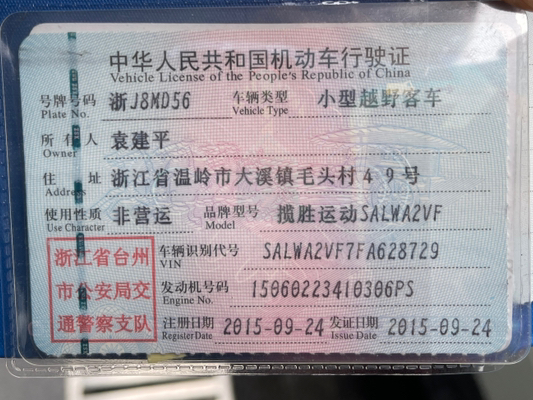 中华人民共和国机动车行驶证
Vehicle License of the People's Republic of China
号牌号码 浙J8MD56 车辆类型 小型越野客车
Plate No. Vehicle Type
所有人 袁建平
Owner
住址 浙江省温岭市大溪镇毛头村49号
Address
使用性质 非营运 品牌型号 揽胜运动SALWA2VF
Use Character Model
车辆识别代号 SALWA2VF7FA628729
VIN
发动机号码 15060223410306PS
Engine No.
注册日期 2015-09-24 发证日期 2015-09-24
Register Date Issue Date
浙江省台州
市公安局交
通警察支队